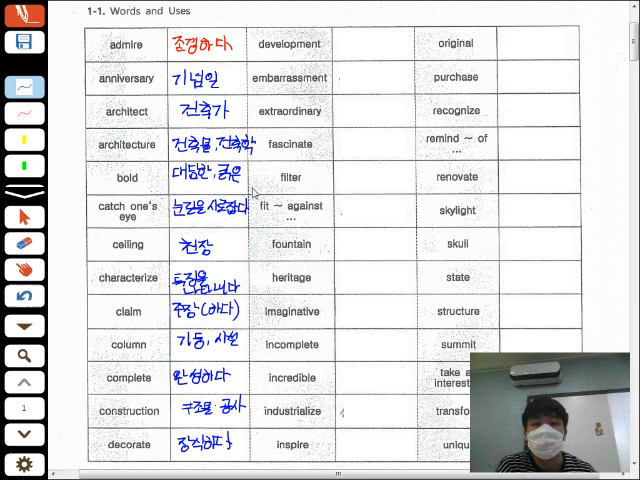 1-1. Words and Uses
admire 존경하다 development original
anniversary 기념일 embarrassment purchase
architect 건축가 extraordinary recognize
architecture 건축물, 건축학 fascinate remind ~ of ...
bold 대담한, 굵은 filter renovate
catch one's eye 눈길을 사로잡다 fit ~ against ... skylight
ceiling 천장 fountain skull
characterize 특징을 나타내다 heritage state
claim 주장(하다) imaginative structure
column 기둥, 사설 incomplete summit
complete 완성하다 incredible take a interest
construction 구조물·공사 industrialize transfo
decorate 장식하다 inspire uniqu
1